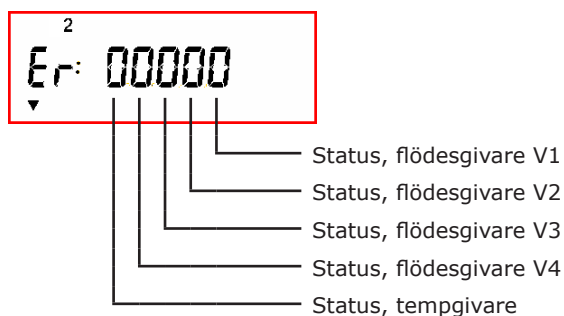 2
Er: 00000
Status, flödesgivare V1
Status, flödesgivare V2
Status, flödesgivare V3
Status, flödesgivare V4
Status, tempgivare